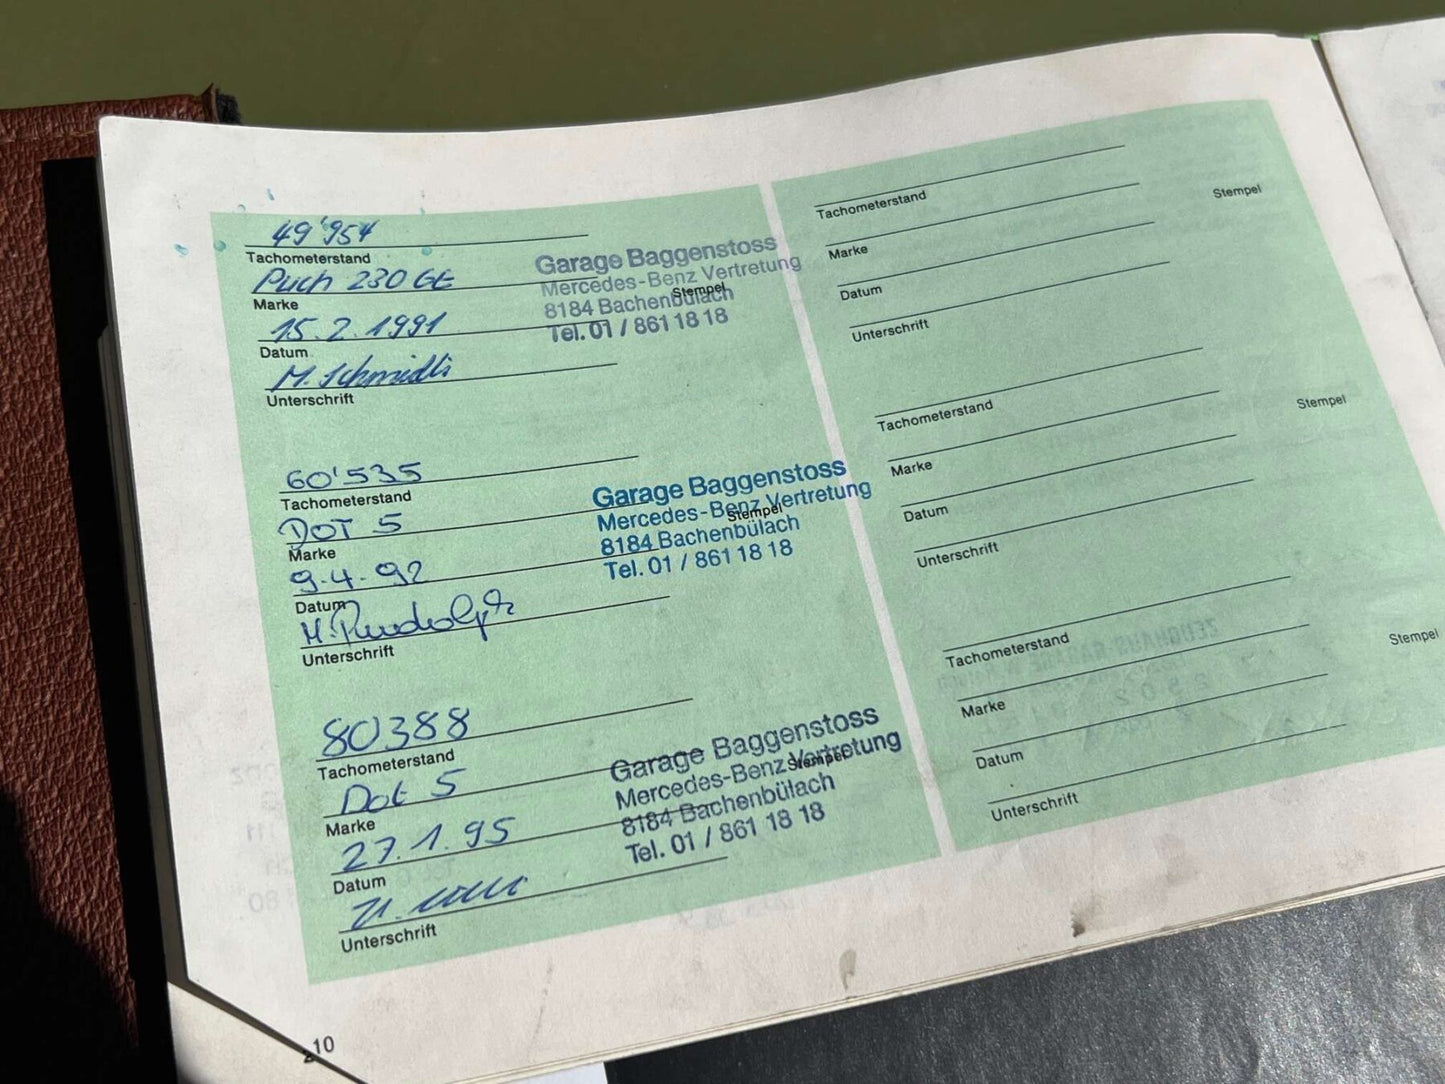 49'954
Tachometerstand
Puch 230 GE
Marke
15.2.1991
Datum
M. Schmidli
Unterschrift
Garage Baggenstoss
Mercedes-Benz Vertretung
Stempel
8184 Bachenbülach
Tel. 01 / 861 18 18
60'535
Tachometerstand
DOT 5
Marke
9.4.92
Datum
Unterschrift
Garage Baggenstoss
Mercedes-Benz Vertretung
Stempel
8184 Bachenbülach
Tel. 01 / 861 18 18
80388
Tachometerstand
Dot 5
Marke
27.1.95
Datum
Unterschrift
Garage Baggenstoss
Mercedes-Benz Vertretung
Stempel
8184 Bachenbülach
Tel. 01 / 861 18 18
Tachometerstand
Stempel
Marke
Datum
Unterschrift
Tachometerstand
Stempel
Marke
Datum
Unterschrift
Tachometerstand
Stempel
Marke
Datum
Unterschrift
10